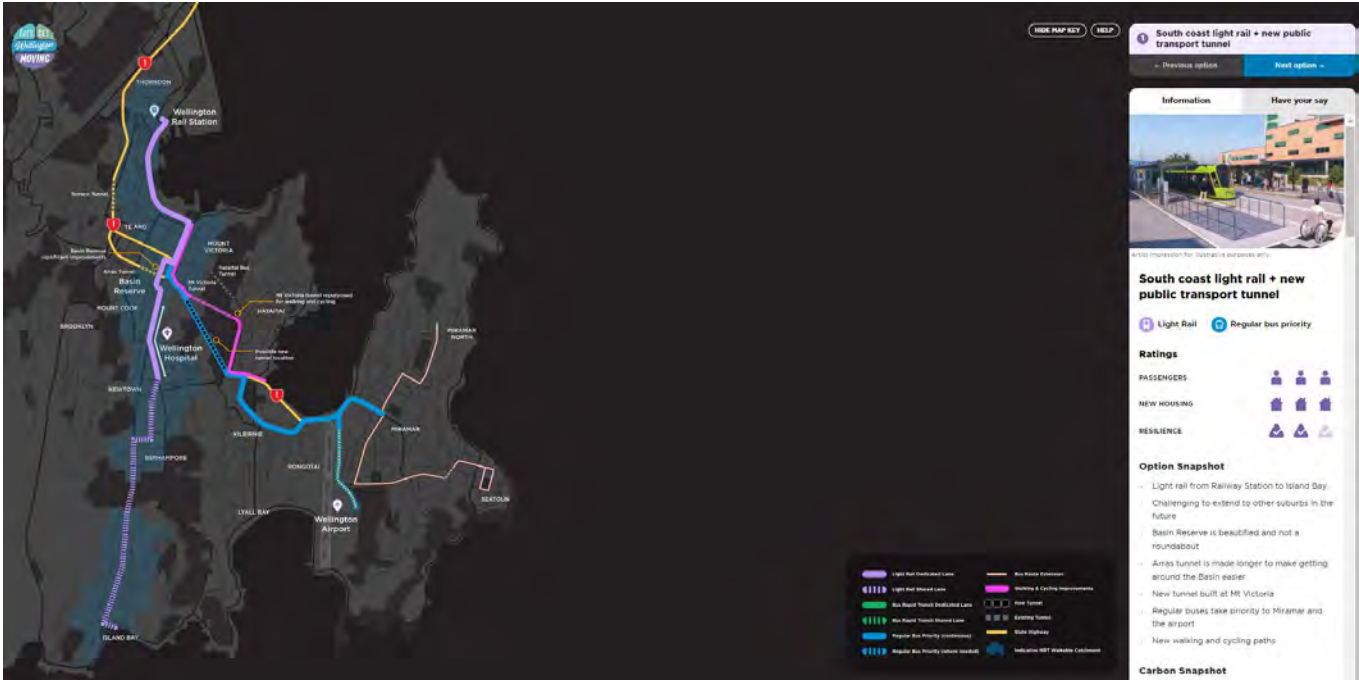 LET'S GET
Wellington
MOVING
HIDE MAP KEY
HELP
1
THORNDON
Wellington
Rail Station
Terrace Tunnel
1
TE ARO
MOUNT
VICTORIA
Basin Reserve
significant improvements
Arras Tunnel
Hataitai Bus
Tunnel
Basin
Reserve
Mt Victoria
Tunnel
Mt Victoria tunnel repurposed
for walking and cycling
HATAITAI
MOUNT COOK
BROOKLYN
Wellington
Hospital
Possible new
tunnel location
MIRAMAR
NORTH
NEWTOWN
1
KILBIRNIE
MIRAMAR
BERHAMPORE
RONGOTAI
SEATOUN
LYALL BAY
Wellington
Airport
ISLAND BAY
Light Rail Dedicated Lane
Light Rail Shared Lane
Bus Rapid Transit Dedicated Lane
Bus Rapid Transit Shared Lane
Regular Bus Priority (continuous)
Regular Bus Priority (where needed)
Bus Route Extension
Walking & Cycling Improvements
New Tunnel
Existing Tunnel
State Highway
Indicative MRT Walkable Catchment
1
South coast light rail + new public
transport tunnel
← Previous option
Next option →
Information
Have your say
Artist impression for illustrative purposes only.
South coast light rail + new
public transport tunnel
Light Rail
Regular bus priority
Ratings
PASSENGERS
NEW HOUSING
RESILIENCE
Option Snapshot
Light rail from Railway Station to Island Bay
Challenging to extend to other suburbs in the
future
Basin Reserve is beautified and not a
roundabout
Arras tunnel is made longer to make getting
around the Basin easier
New tunnel built at Mt Victoria
Regular buses take priority to Miramar and
the airport
New walking and cycling paths
Carbon Snapshot